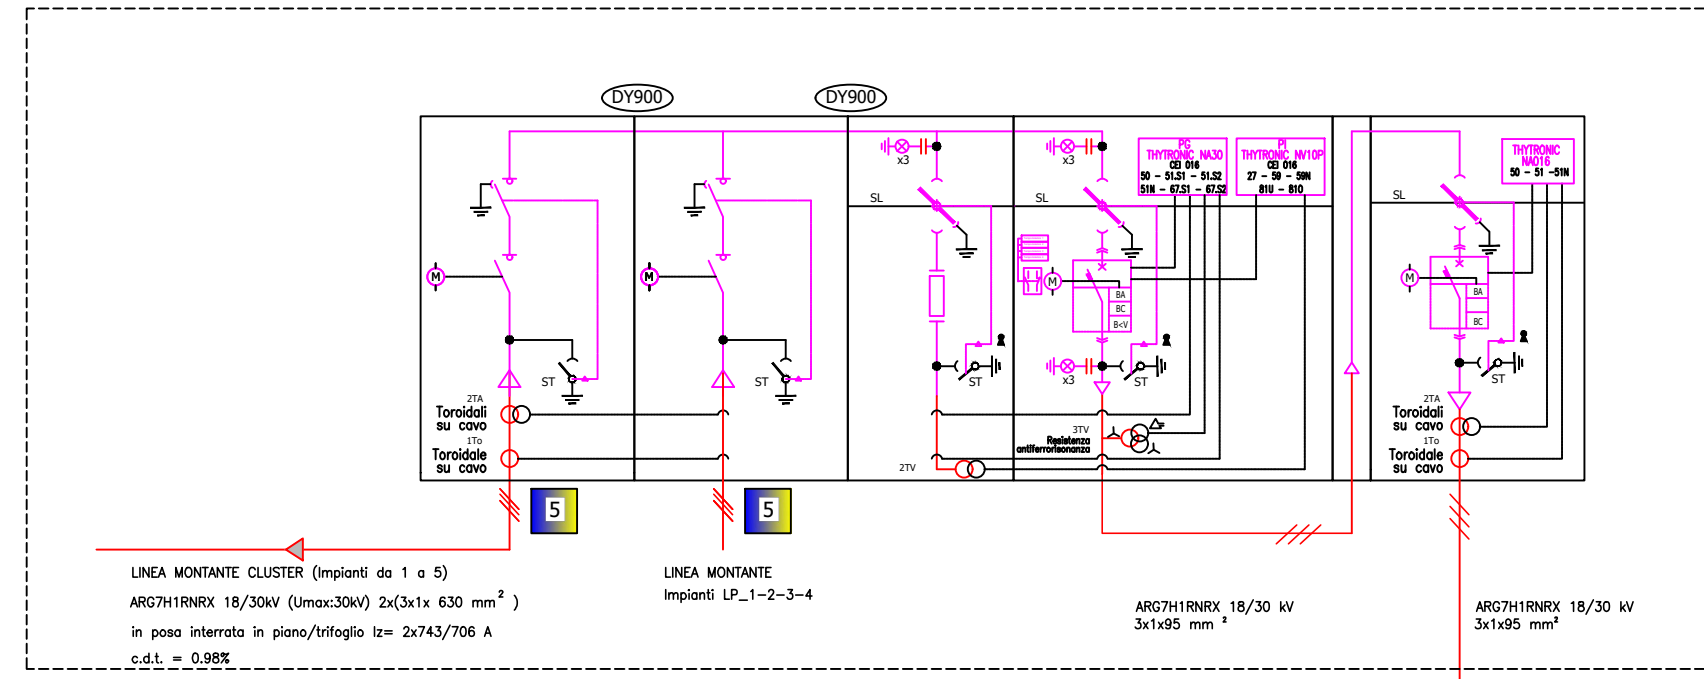 DY900
DY900
x3
x3
PG
THYTRONIC NA30
CEI 016
50 - 51.S1 - 51.S2
51N - 67.S1 - 67.S2
PI
THYTRONIC NV10P
CEI 016
27 - 59 - 59N
81U - 81O
THYTRONIC
NA016
50 - 51 -51N
SL
SL
SL
M
M
M
M
BA
BC
B<V
BA
BC
ST
ST
ST
ST
ST
x3
2TA
Toroidali
su cavo
1To
Toroidale
su cavo
2TV
3TV
Resistenza
antiferrorisonanza
2TA
Toroidali
su cavo
1To
Toroidale
su cavo
5
5
LINEA MONTANTE CLUSTER (Impianti da 1 a 5)
ARG7H1RNRX 18/30kV (Umax:30kV) 2x(3x1x 630 mm² )
in posa interrata in piano/trifoglio Iz= 2x743/706 A
c.d.t. = 0.98%
LINEA MONTANTE
Impianti LP_1-2-3-4
ARG7H1RNRX 18/30 kV
3x1x95 mm ²
ARG7H1RNRX 18/30 kV
3x1x95 mm²